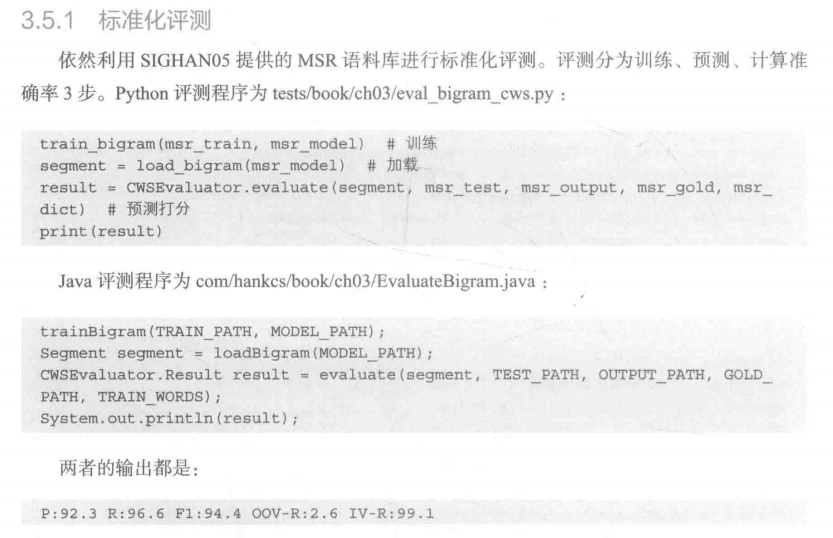 3.5.1 标准化评测
依然利用 SIGHAN05 提供的 MSR 语料库进行标准化评测。评测分为训练、预测、计算准
确率 3 步。Python 评测程序为 tests/book/ch03/eval_bigram_cws.py：
train_bigram(msr_train, msr_model)  # 训练
segment = load_bigram(msr_model)  # 加载
result = CWSEvaluator.evaluate(segment, msr_test, msr_output, msr_gold, msr_
dict)  # 预测打分
print(result)
Java 评测程序为 com/hankcs/book/ch03/EvaluateBigram.java：
trainBigram(TRAIN_PATH, MODEL_PATH);
Segment segment = loadBigram(MODEL_PATH);
CWSEvaluator.Result result = evaluate(segment, TEST_PATH, OUTPUT_PATH, GOLD_
PATH, TRAIN_WORDS);
System.out.println(result);
两者的输出都是：
P:92.3 R:96.6 F1:94.4 OOV-R:2.6 IV-R:99.1